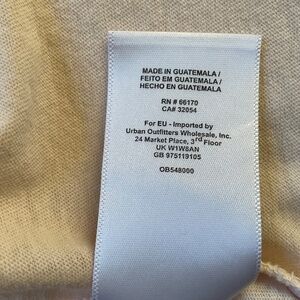 MADE IN GUATEMALA /
FEITO EM GUATEMALA /
HECHO EN GUATEMALA
RN # 66170
CA# 32054
For EU - Imported by
Urban Outfitters Wholesale, Inc.
24 Market Place, 3rd Floor
UK W1W8AN
GB 975119105
OB548000